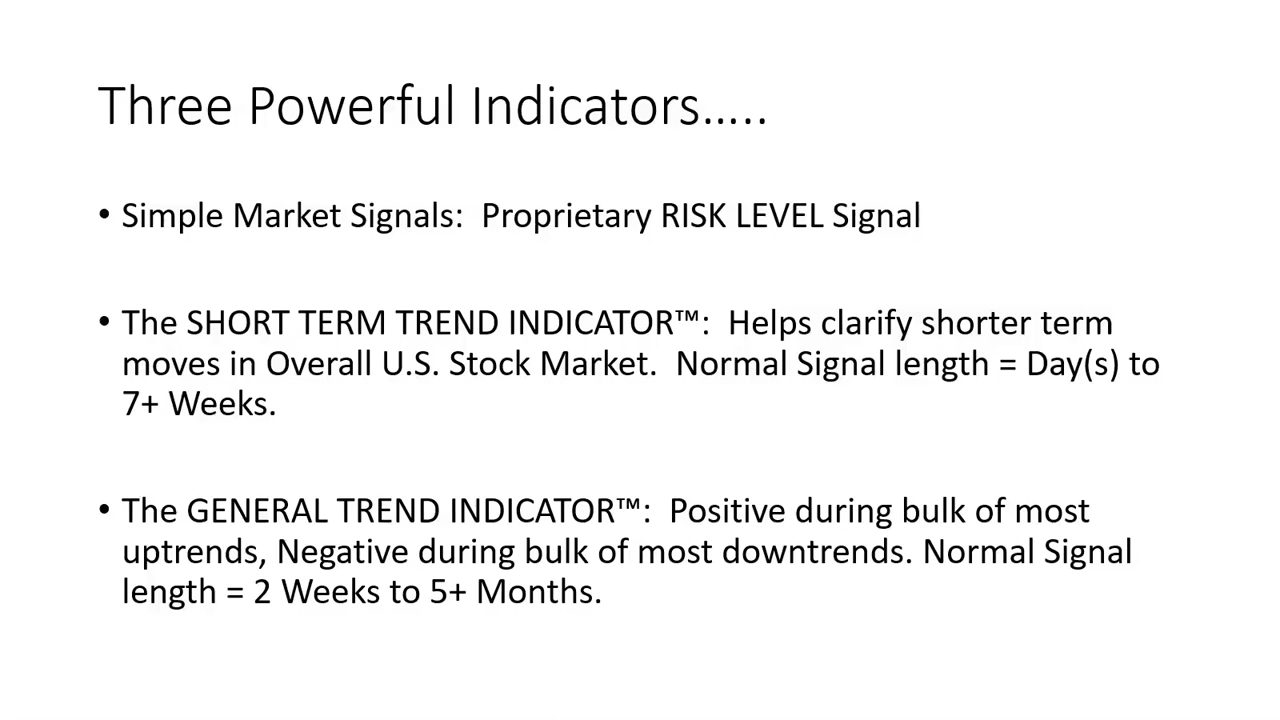 Three Powerful Indicators…..
• Simple Market Signals:  Proprietary RISK LEVEL Signal
• The SHORT TERM TREND INDICATOR™:  Helps clarify shorter term
moves in Overall U.S. Stock Market.  Normal Signal length = Day(s) to
7+ Weeks.
• The GENERAL TREND INDICATOR™:  Positive during bulk of most
uptrends, Negative during bulk of most downtrends. Normal Signal
length = 2 Weeks to 5+ Months.